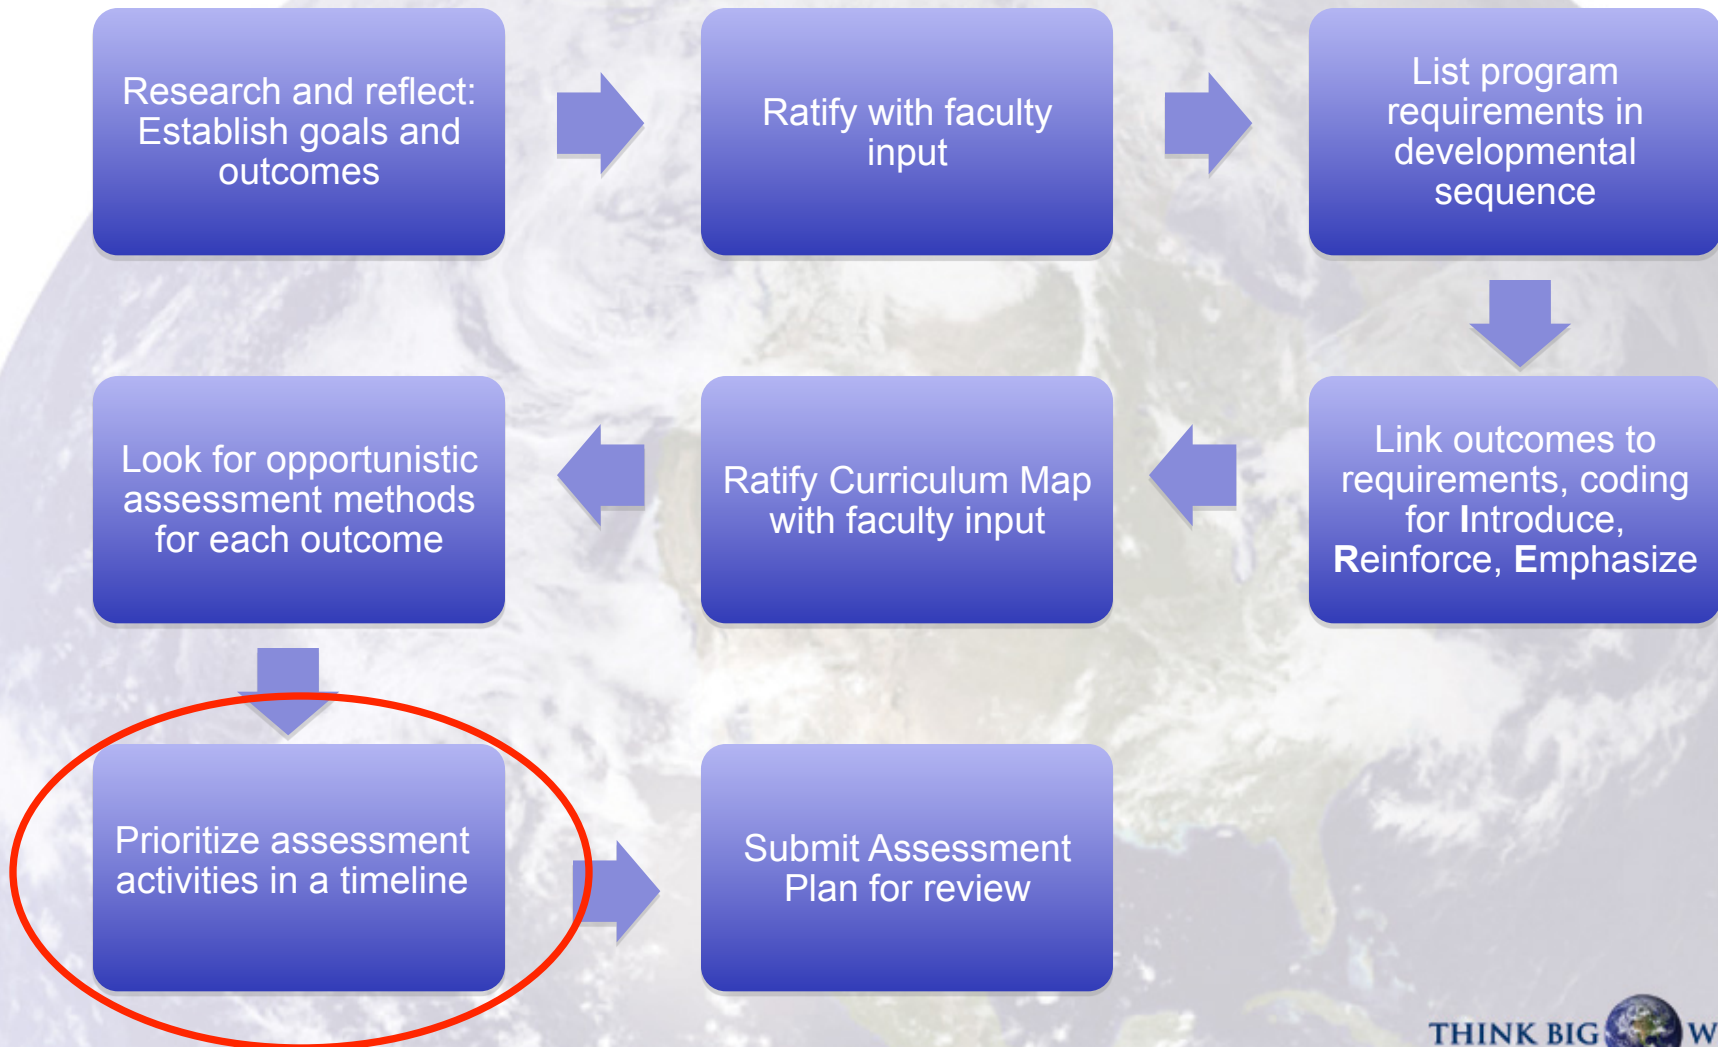 Research and reflect:
Establish goals and
outcomes
Ratify with faculty
input
List program
requirements in
developmental
sequence
Link outcomes to
requirements, coding
for Introduce,
Reinforce, Emphasize
Ratify Curriculum Map
with faculty input
Look for opportunistic
assessment methods
for each outcome
Prioritize assessment
activities in a timeline
Submit Assessment
Plan for review
THINK BIG W